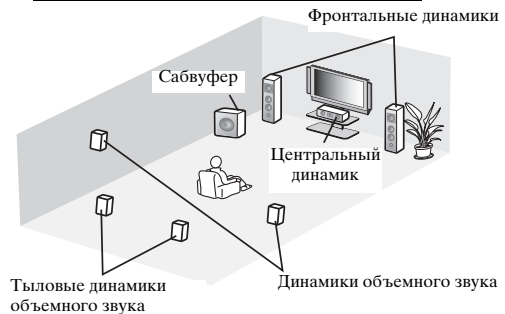 Фронтальные динамики
Сабвуфер
Центральный
динамик
Тыловые динамики
объемного звука
Динамики объемного звука